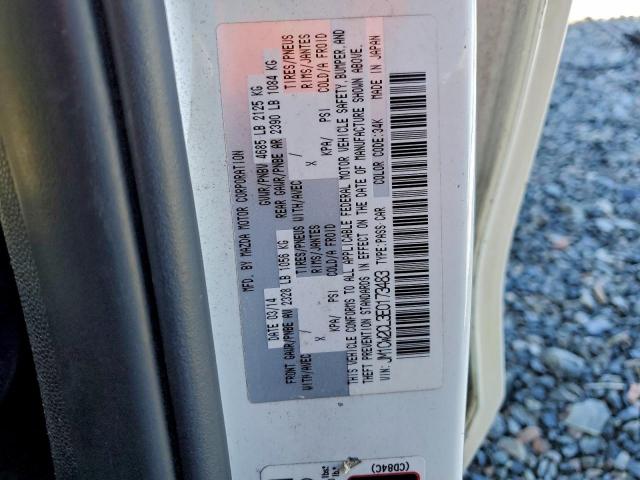 MFD. BY MAZDA MOTOR CORPORATION
DATE 03/14 GVWR/PNBV 4685 LB 2125 KG
FRONT GAWR/PNBE AV 2328 LB 1056 KG REAR GAWR/PNBE AR 2390 LB 1084 KG
WITH/AVEC TIRES/PNEUS WITH/AVEC TIRES/PNEUS
X RIMS/JANTES X RIMS/JANTES
KPA/ PSI COLD/A FROID KPA/ PSI COLD/A FROID
THIS VEHICLE CONFORMS TO ALL APPLICABLE FEDERAL MOTOR VEHICLE SAFETY, BUMPER, AND
THEFT PREVENTION STANDARDS IN EFFECT ON THE DATE OF MANUFACTURE SHOWN ABOVE.
VIN: JM1CW2DL3E0173483 TYPE:PASS CAR COLOR CODE:34K MADE IN JAPAN
(CD84C)